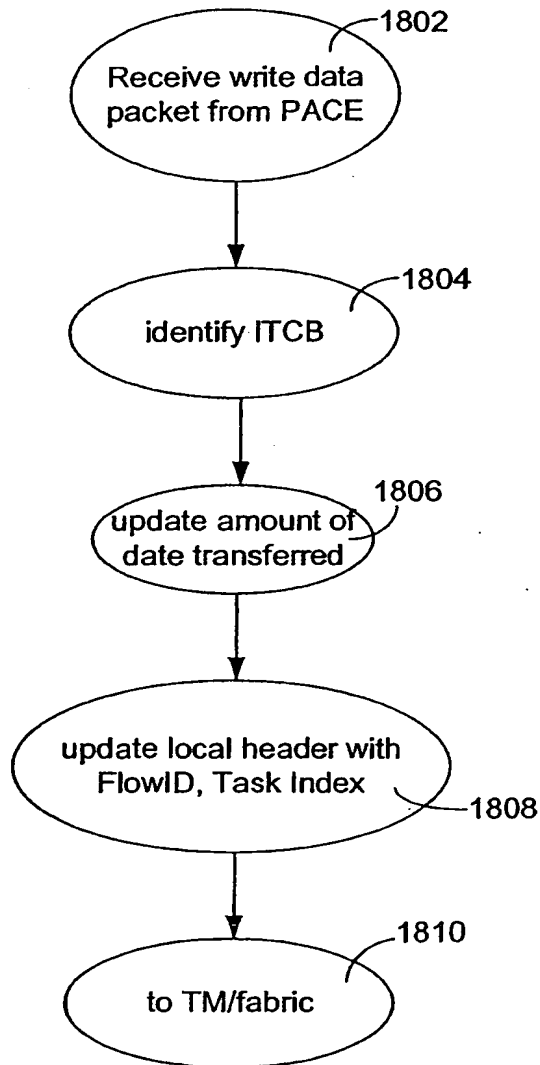 1802
Receive write data
packet from PACE
1804
identify ITCB
1806
update amount of
date transferred
update local header with
FlowID, Task Index
1808
1810
to TM/fabric